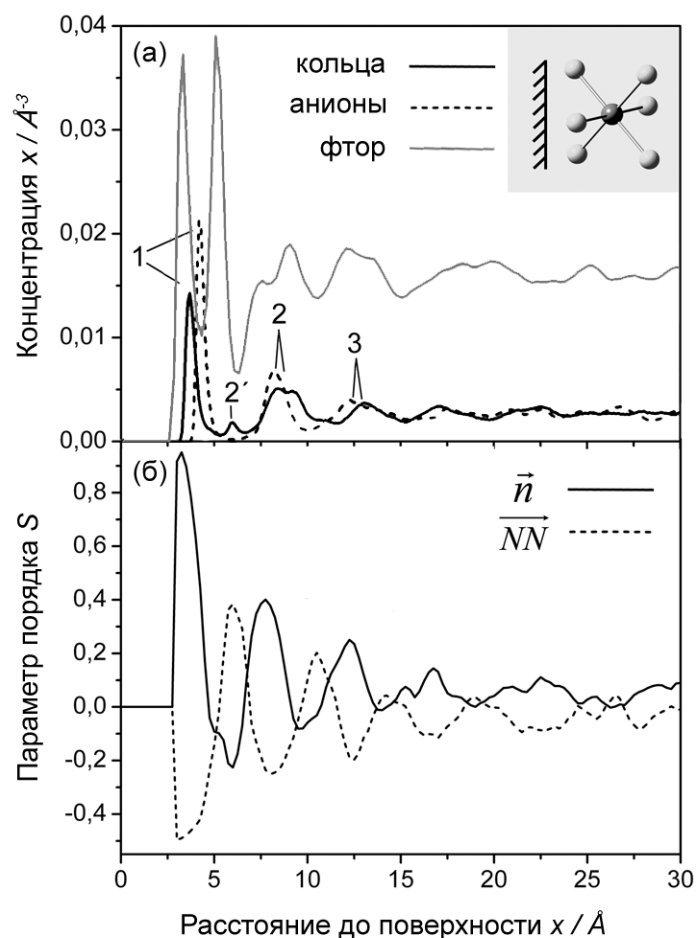 0,04
(а)
кольца
анионы
фтор
0,03
0,02
0,01
0,00
1
2´
2
3
Концентрация x / Å⁻³
(б)
n
NN
0,8
0,6
0,4
0,2
0,0
-0,2
-0,4
Параметр порядка S
0 5 10 15 20 25 30
Расстояние до поверхности x / Å